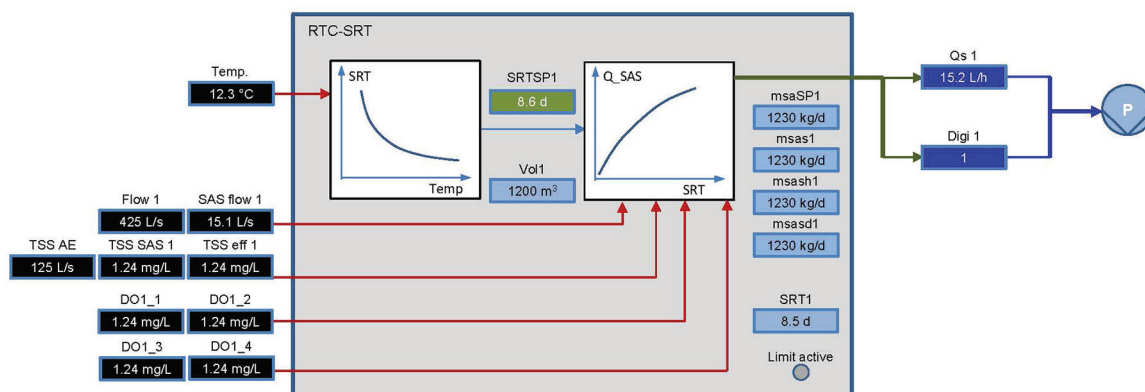 RTC-SRT
Temp.
12.3 °C
SRT
Temp
SRTSP1
8.6 d
Vol1
1200 m³
Q_SAS
SRT
msaSP1
1230 kg/d
msas1
1230 kg/d
msash1
1230 kg/d
msasd1
1230 kg/d
SRT1
8.5 d
Limit active
Qs 1
15.2 L/h
Digi 1
1
P
Flow 1 SAS flow 1
425 L/s 15.1 L/s
TSS AE TSS SAS 1 TSS eff 1
125 L/s 1.24 mg/L 1.24 mg/L
DO1_1 DO1_2
1.24 mg/L 1.24 mg/L
DO1_3 DO1_4
1.24 mg/L 1.24 mg/L